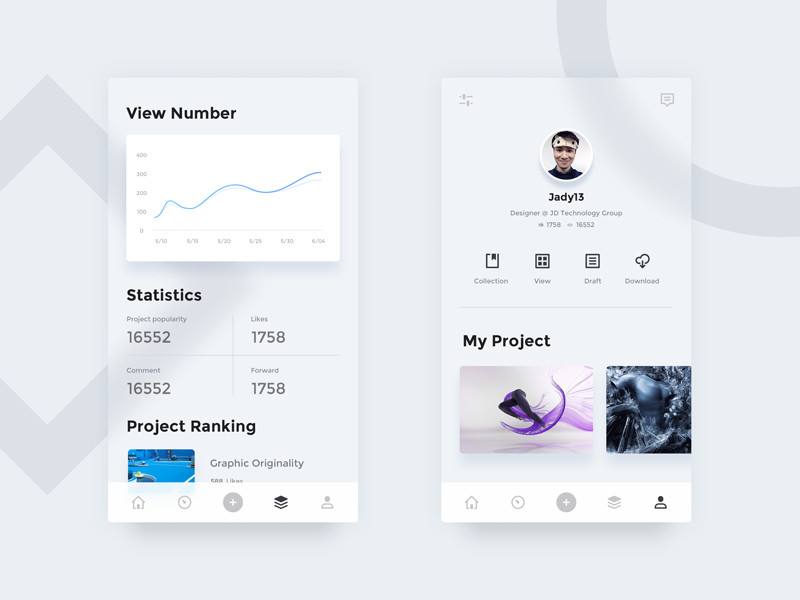 View Number
400
300
200
100
0
5/10 5/15 5/20 5/25 5/30 6/04
Statistics
Project popularity Likes
16552 1758
Comment Forward
16552 1758
Project Ranking
Graphic Originality
588 Likes
Jady13
Designer @ JD Technology Group
1758 16552
Collection View Draft Download
My Project